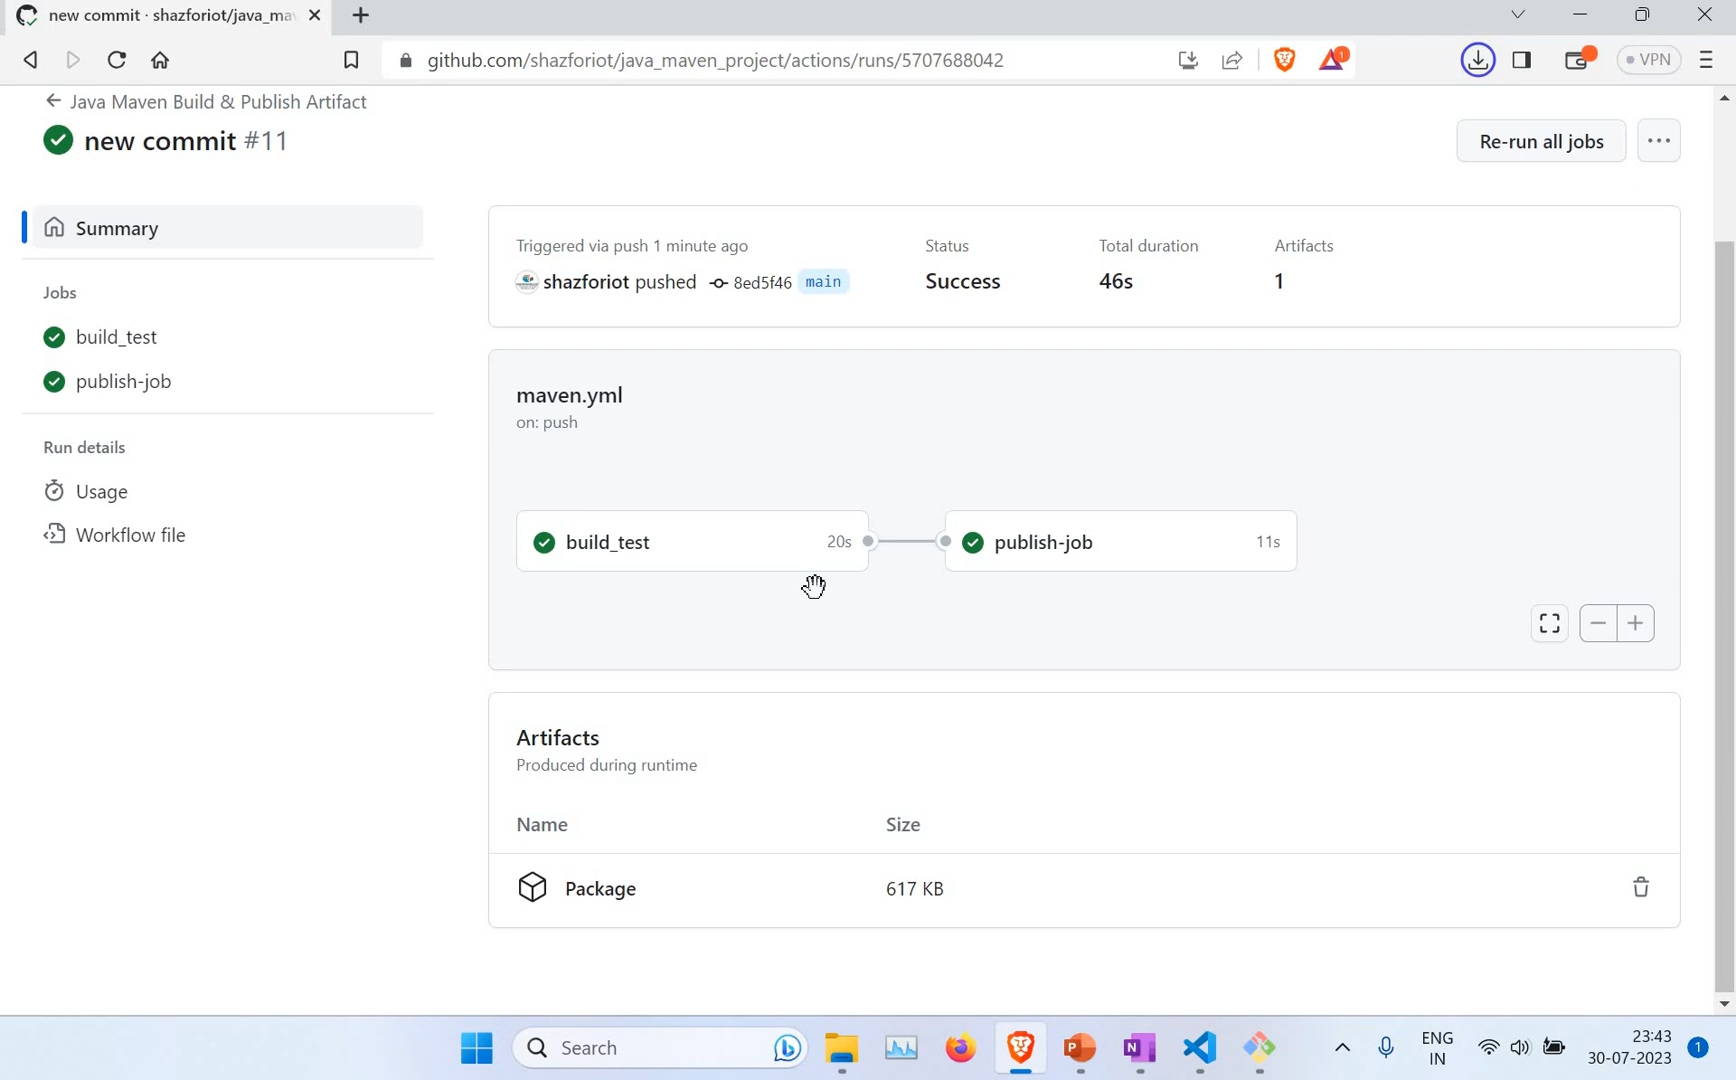 new commit · shazforiot/java_ma
github.com/shazforiot/java_maven_project/actions/runs/5707688042
1
VPN
Java Maven Build & Publish Artifact
new commit #11
Re-run all jobs
Summary
Triggered via push 1 minute ago
Status
Total duration
Artifacts
shazforiot pushed 8ed5f46 main
Success
46s
1
Jobs
build_test
publish-job
Run details
Usage
Workflow file
maven.yml
on: push
build_test 20s
publish-job 11s
Artifacts
Produced during runtime
Name Size
Package 617 KB
Search
ENG
IN
23:43
30-07-2023
1